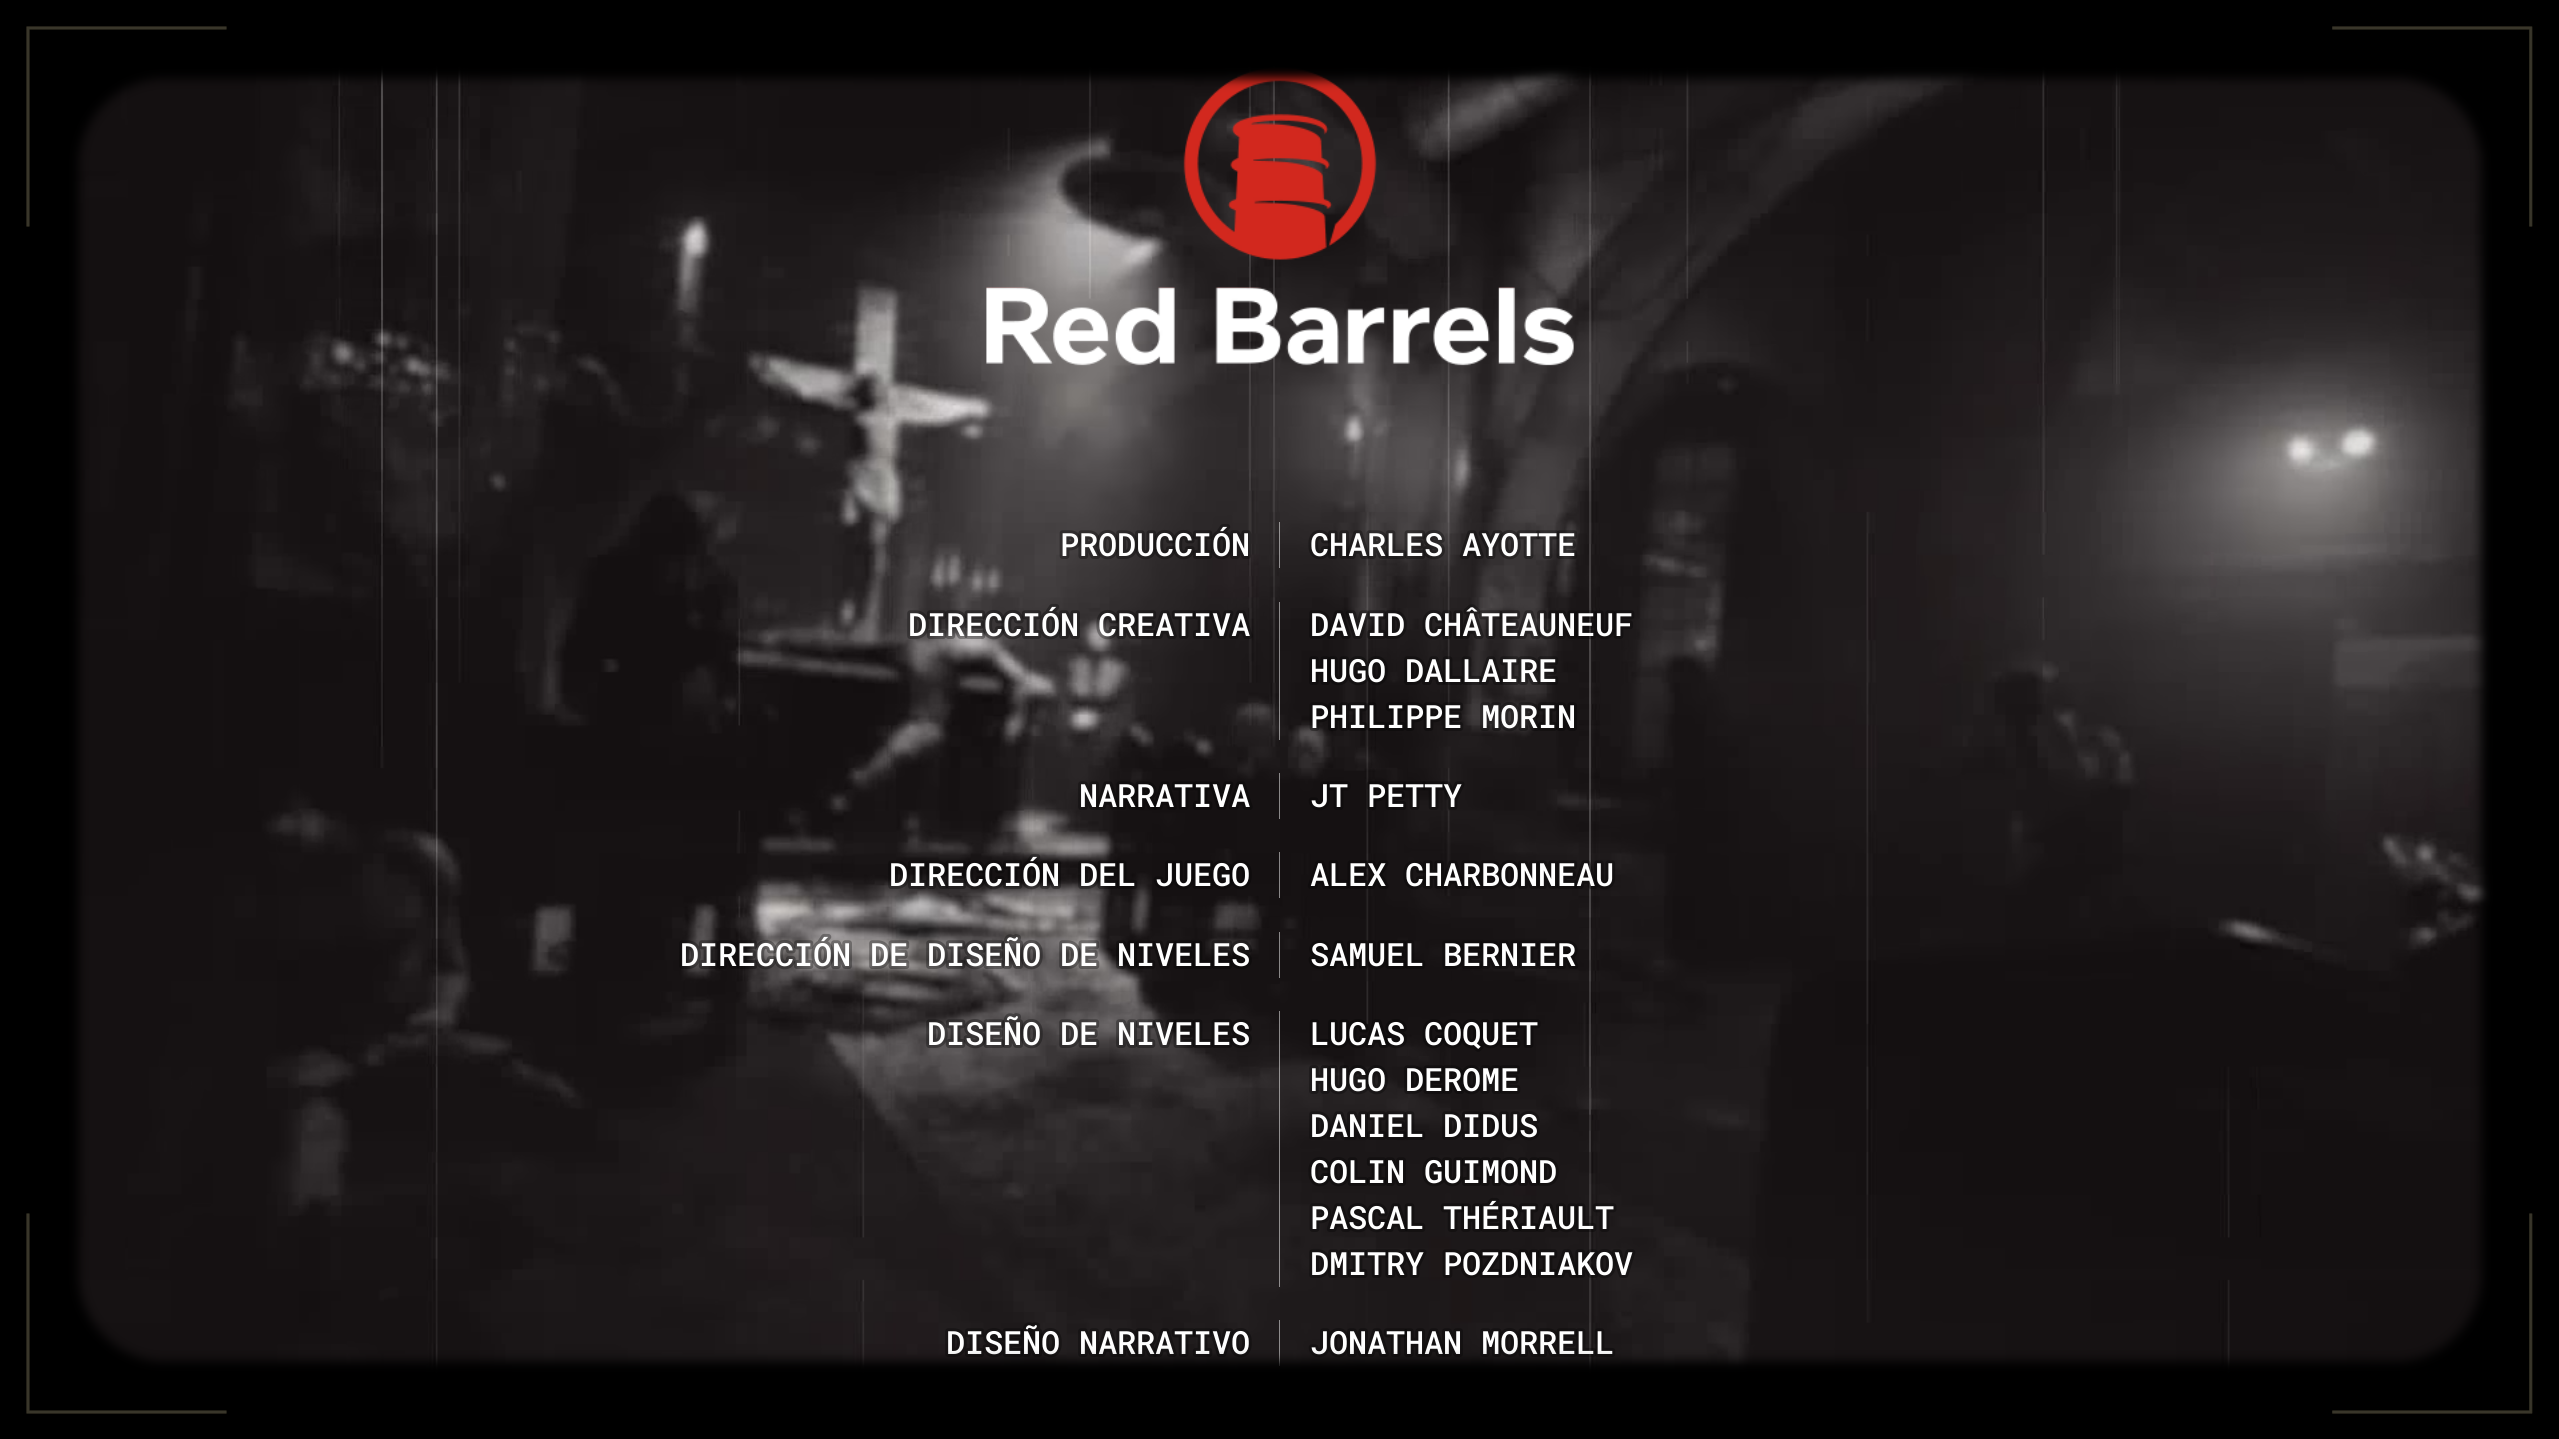 Red Barrels
PRODUCCIÓN CHARLES AYOTTE
DIRECCIÓN CREATIVA DAVID CHÂTEAUNEUF
HUGO DALLAIRE
PHILIPPE MORIN
NARRATIVA JT PETTY
DIRECCIÓN DEL JUEGO ALEX CHARBONNEAU
DIRECCIÓN DE DISEÑO DE NIVELES SAMUEL BERNIER
DISEÑO DE NIVELES LUCAS COQUET
HUGO DEROME
DANIEL DIDUS
COLIN GUIMOND
PASCAL THÉRIAULT
DMITRY POZDNIAKOV
DISEÑO NARRATIVO JONATHAN MORRELL